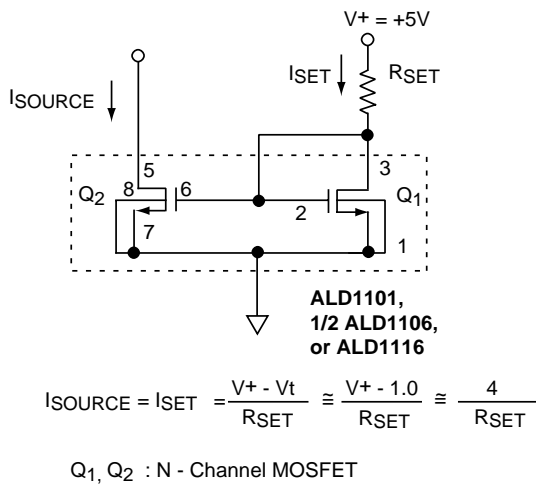 V+ = +5V
ISET
RSET
ISOURCE
5
3
Q2
8
6
2
Q1
7
1
ALD1101,
1/2 ALD1106,
or ALD1116
ISOURCE = ISET = V+ - Vt / RSET ≅ V+ - 1.0 / RSET ≅ 4 / RSET
Q1, Q2 : N - Channel MOSFET